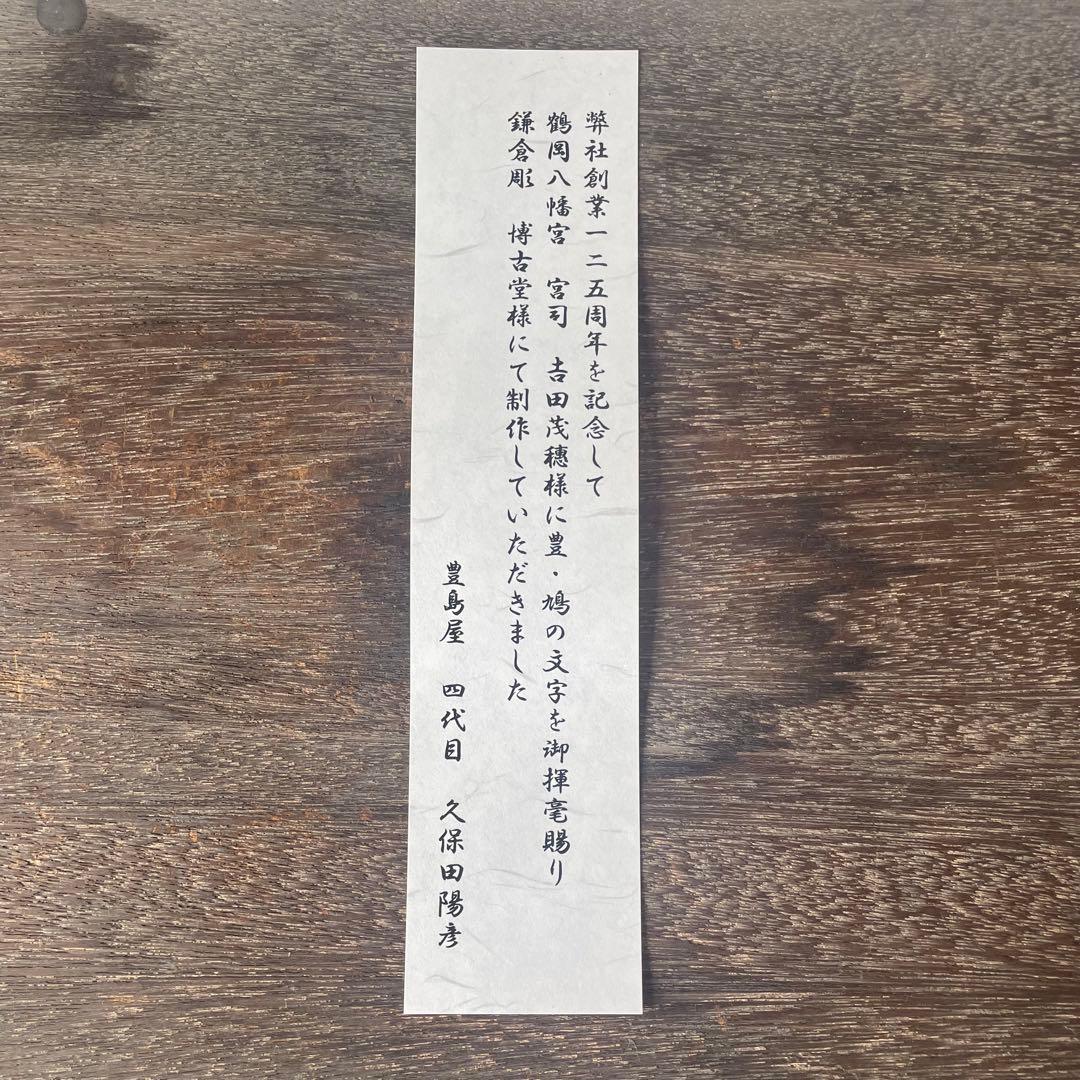 弊社創業一二五周年を記念して
鶴岡八幡宮　宮司　吉田茂穗様に豊・鳩の文字を御揮毫賜り
鎌倉彫　博古堂様にて制作していただきました
豊島屋　四代目　久保田陽彦